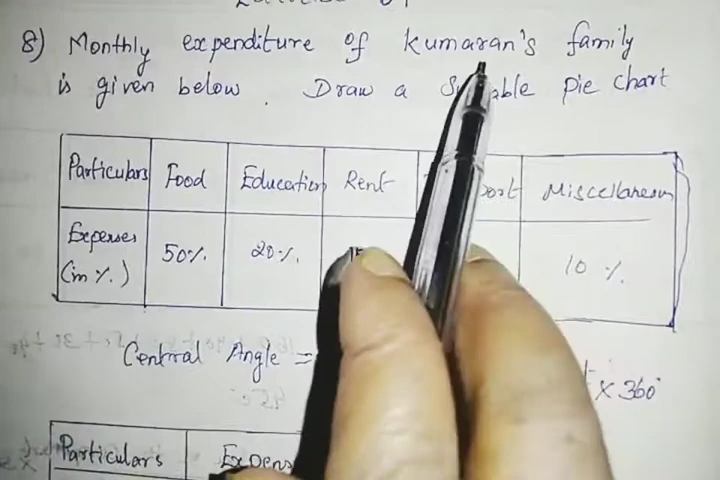 8) Monthly expenditure of Kumaran's family
is given below. Draw a pie chart
Particulars Food Education Rent Miscellaneous
Expenses (in %.) 50%. 20%. 10 %.
Central Angle = × 360°
Particulars